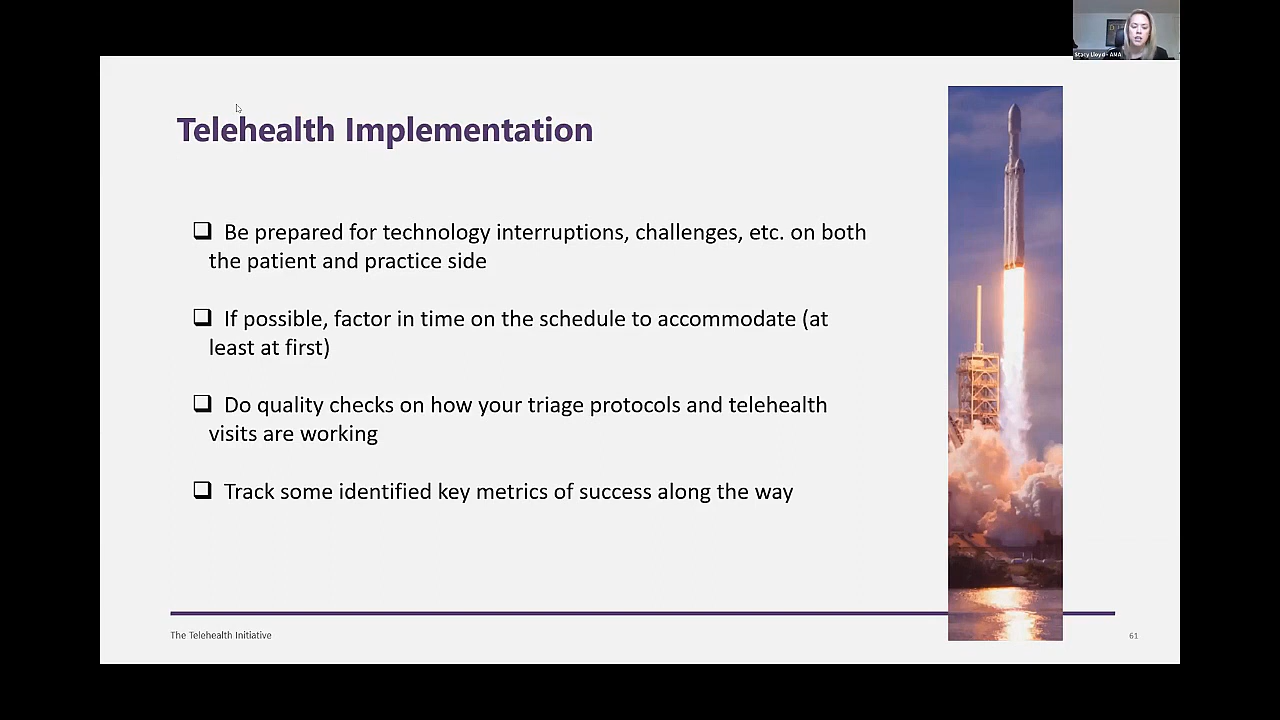 Stacy Lloyd - AMA
Telehealth Implementation
❑ Be prepared for technology interruptions, challenges, etc. on both
the patient and practice side
❑ If possible, factor in time on the schedule to accommodate (at
least at first)
❑ Do quality checks on how your triage protocols and telehealth
visits are working
❑ Track some identified key metrics of success along the way
The Telehealth Initiative
61